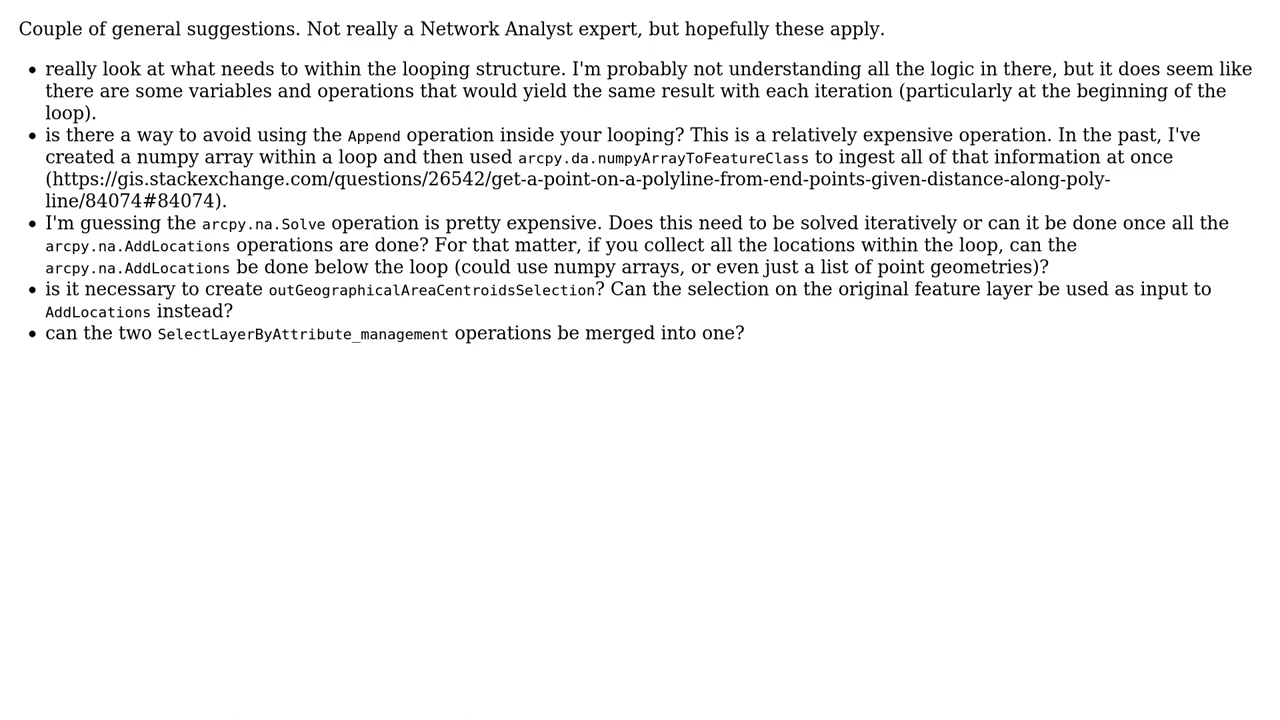 Couple of general suggestions. Not really a Network Analyst expert, but hopefully these apply.
• really look at what needs to within the looping structure. I'm probably not understanding all the logic in there, but it does seem like
there are some variables and operations that would yield the same result with each iteration (particularly at the beginning of the
loop).
• is there a way to avoid using the Append operation inside your looping? This is a relatively expensive operation. In the past, I've
created a numpy array within a loop and then used arcpy.da.numpyArrayToFeatureClass to ingest all of that information at once
(https://gis.stackexchange.com/questions/26542/get-a-point-on-a-polyline-from-end-points-given-distance-along-poly-
line/84074#84074).
• I'm guessing the arcpy.na.Solve operation is pretty expensive. Does this need to be solved iteratively or can it be done once all the
arcpy.na.AddLocations operations are done? For that matter, if you collect all the locations within the loop, can the
arcpy.na.AddLocations be done below the loop (could use numpy arrays, or even just a list of point geometries)?
• is it necessary to create outGeographicalAreaCentroidsSelection? Can the selection on the original feature layer be used as input to
AddLocations instead?
• can the two SelectLayerByAttribute_management operations be merged into one?